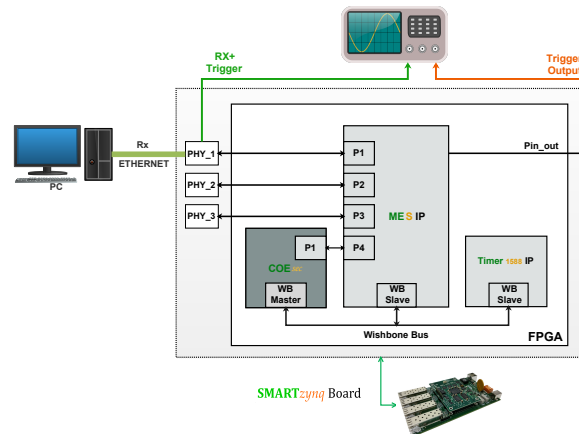 RX+
Trigger
Trigger
Output
Rx
ETHERNET
PC
PHY_1
PHY_2
PHY_3
P1
P2
P3
P4
MES IP
Pin_out
P1
COE SEC
WB
Master
WB
Slave
Timer 1588 IP
WB
Slave
Wishbone Bus
FPGA
SMARTzynq Board